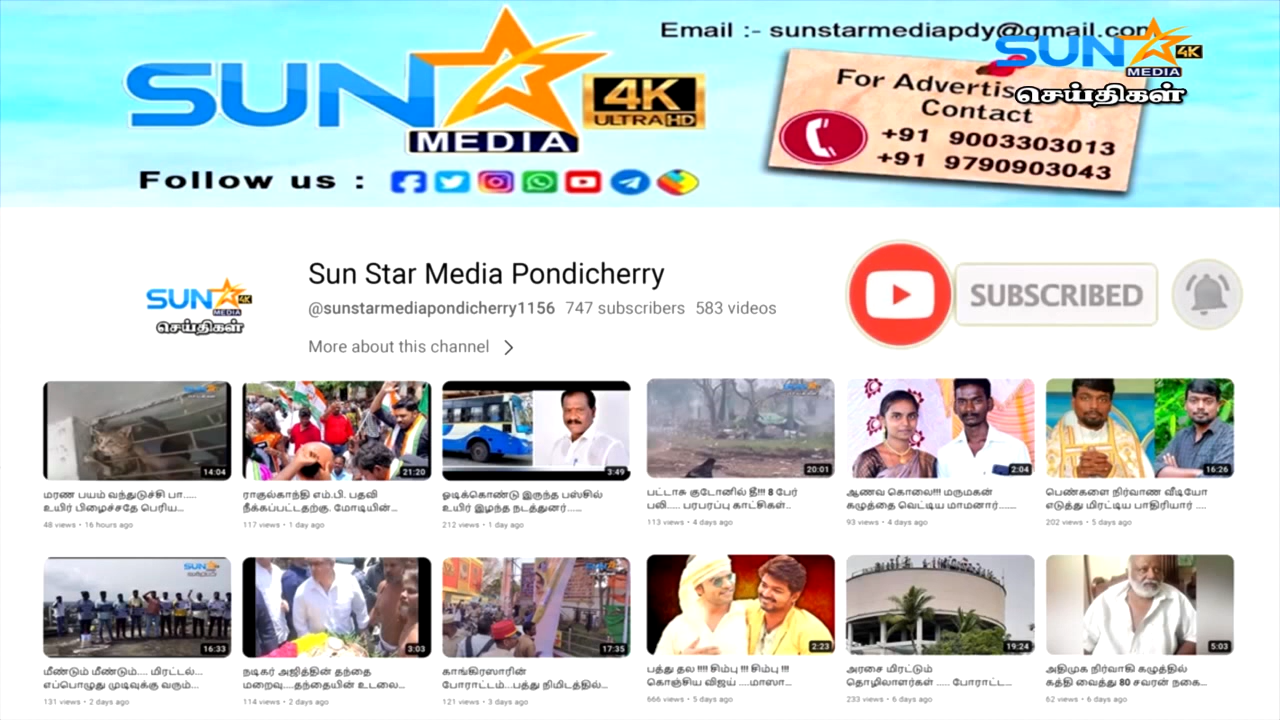 Email :- sunstarmediapdy@gmail.com
SUN
MEDIA
4K
ULTRA HD
SUN
4K
MEDIA
செய்திகள்
For Advertis
Contact
+91 9003303013
+91 9790903043
Follow us :
Sun Star Media Pondicherry
@sunstarmediapondicherry1156 747 subscribers 583 videos
More about this channel
SUBSCRIBED
SUN
4K
MEDIA
செய்திகள்
14:04
21:20
3:49
20:01
2:04
16:26
மரண பயம் வந்துடுச்சி பா.....
உயிர் பிழைச்சதே பெரிய...
48 views • 16 hours ago
ராகுல்காந்தி எம்.பி. பதவி
நீக்கப்பட்டதற்கு. மோடியின்...
117 views • 1 day ago
ஓடிக்கொண்டு இருந்த பஸ்சில்
உயிர் இழந்த நடத்துனர்......
212 views • 1 day ago
பட்டாசு குடோனில் தீ!!! 8 பேர்
பலி..... பரபரப்பு காட்சிகள்..
113 views • 4 days ago
ஆணவ கொலை!!! மருமகன்
கழுத்தை வெட்டிய மாமனார்.......
93 views • 4 days ago
பெண்களை நிர்வாண வீடியோ
எடுத்து மிரட்டிய பாதிரியார் ....
202 views • 5 days ago
16:33
3:03
17:35
2:23
19:24
5:03
மீண்டும் மீண்டும்.... மிரட்டல்...
எப்பொழுது முடிவுக்கு வரும்...
131 views • 2 days ago
நடிகர் அஜித்தின் தந்தை
மறைவு....தந்தையின் உடலை...
114 views • 2 days ago
காங்கிரஸாரின்
போராட்டம்...பத்து நிமிடத்தில்...
121 views • 3 days ago
பத்து தல !!!! சிம்பு !!! சிம்பு !!!
கொஞ்சிய விஜய் ....மாஸா...
666 views • 5 days ago
அரசை மிரட்டும்
தொழிலாளர்கள் ..... போராட்ட...
233 views • 6 days ago
அதிமுக நிர்வாகி கழுத்தில்
கத்தி வைத்து 80 சவரன் நகை...
62 views • 6 days ago